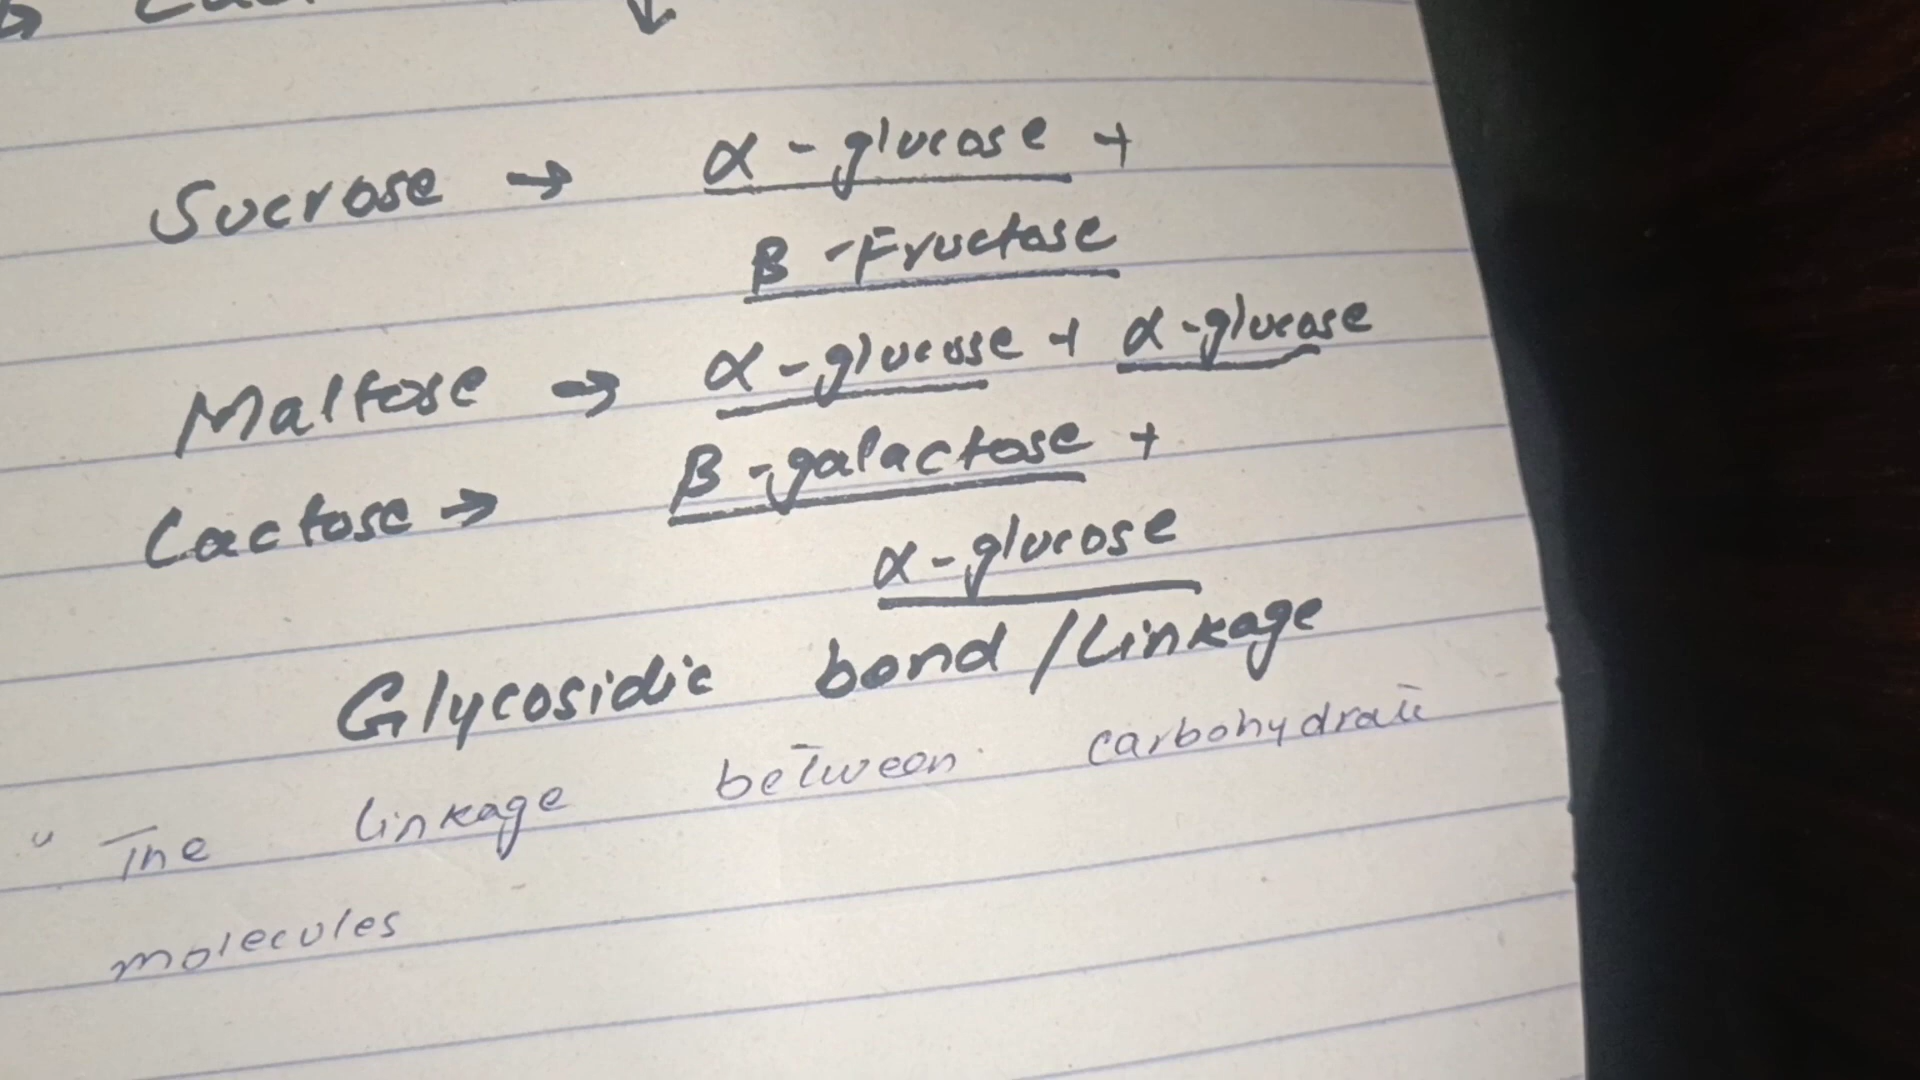 Sucrose → α - glucose +
β - Fructose
Maltose → α - glucose + α - glucose
Lactose → β - galactose +
α - glucose
Glycosidic bond / Linkage
" The linkage between carbohydrate
molecules